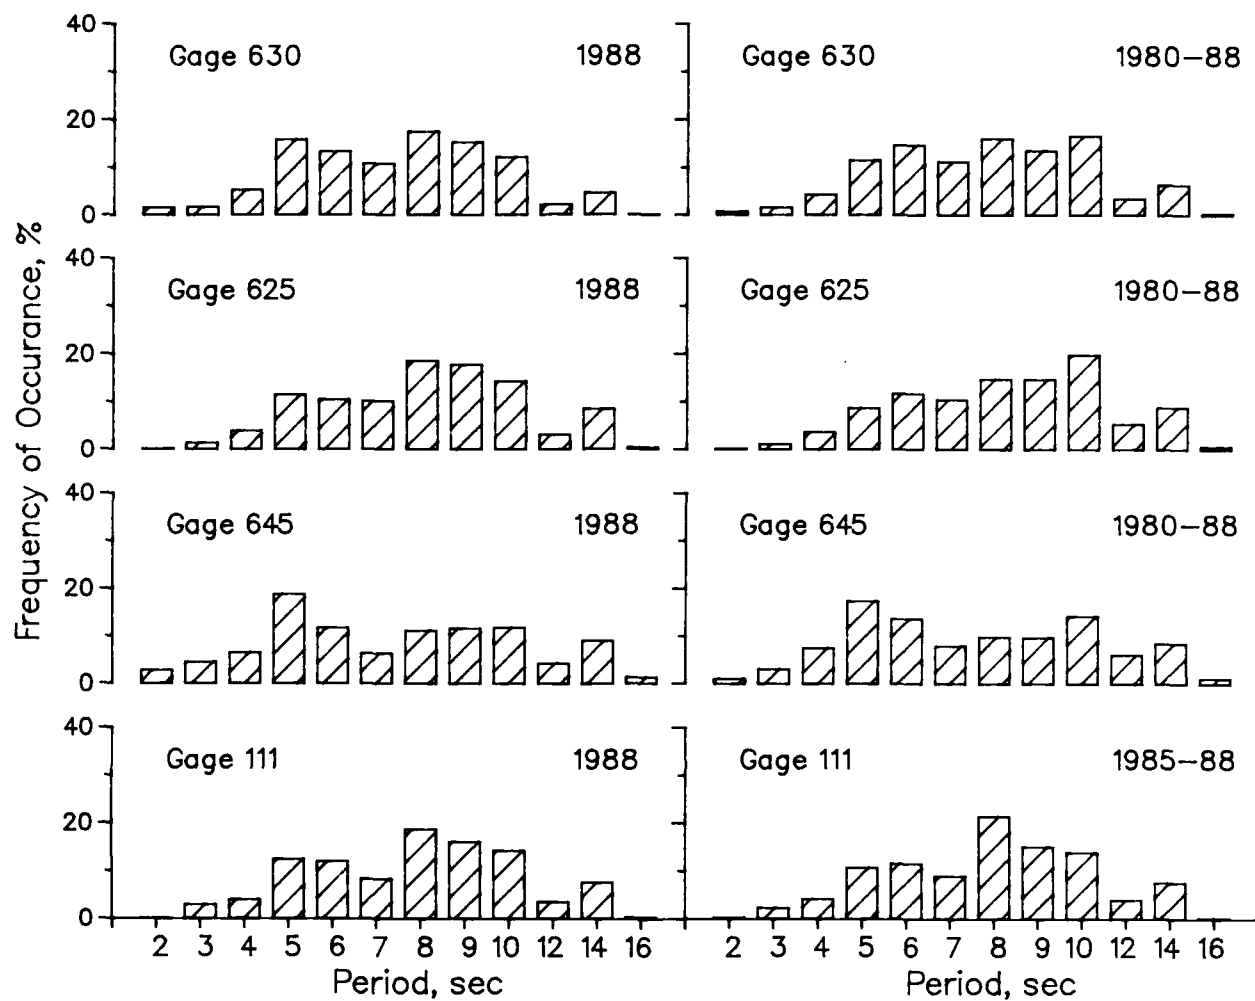 Frequency of Occurance, %
40
Gage 630 1988
Gage 630 1980-88
20
0
40
Gage 625 1988
Gage 625 1980-88
20
0
40
Gage 645 1988
Gage 645 1980-88
20
0
40
Gage 111 1988
Gage 111 1985-88
20
0
2 3 4 5 6 7 8 9 10 12 14 16
2 3 4 5 6 7 8 9 10 12 14 16
Period, sec
Period, sec